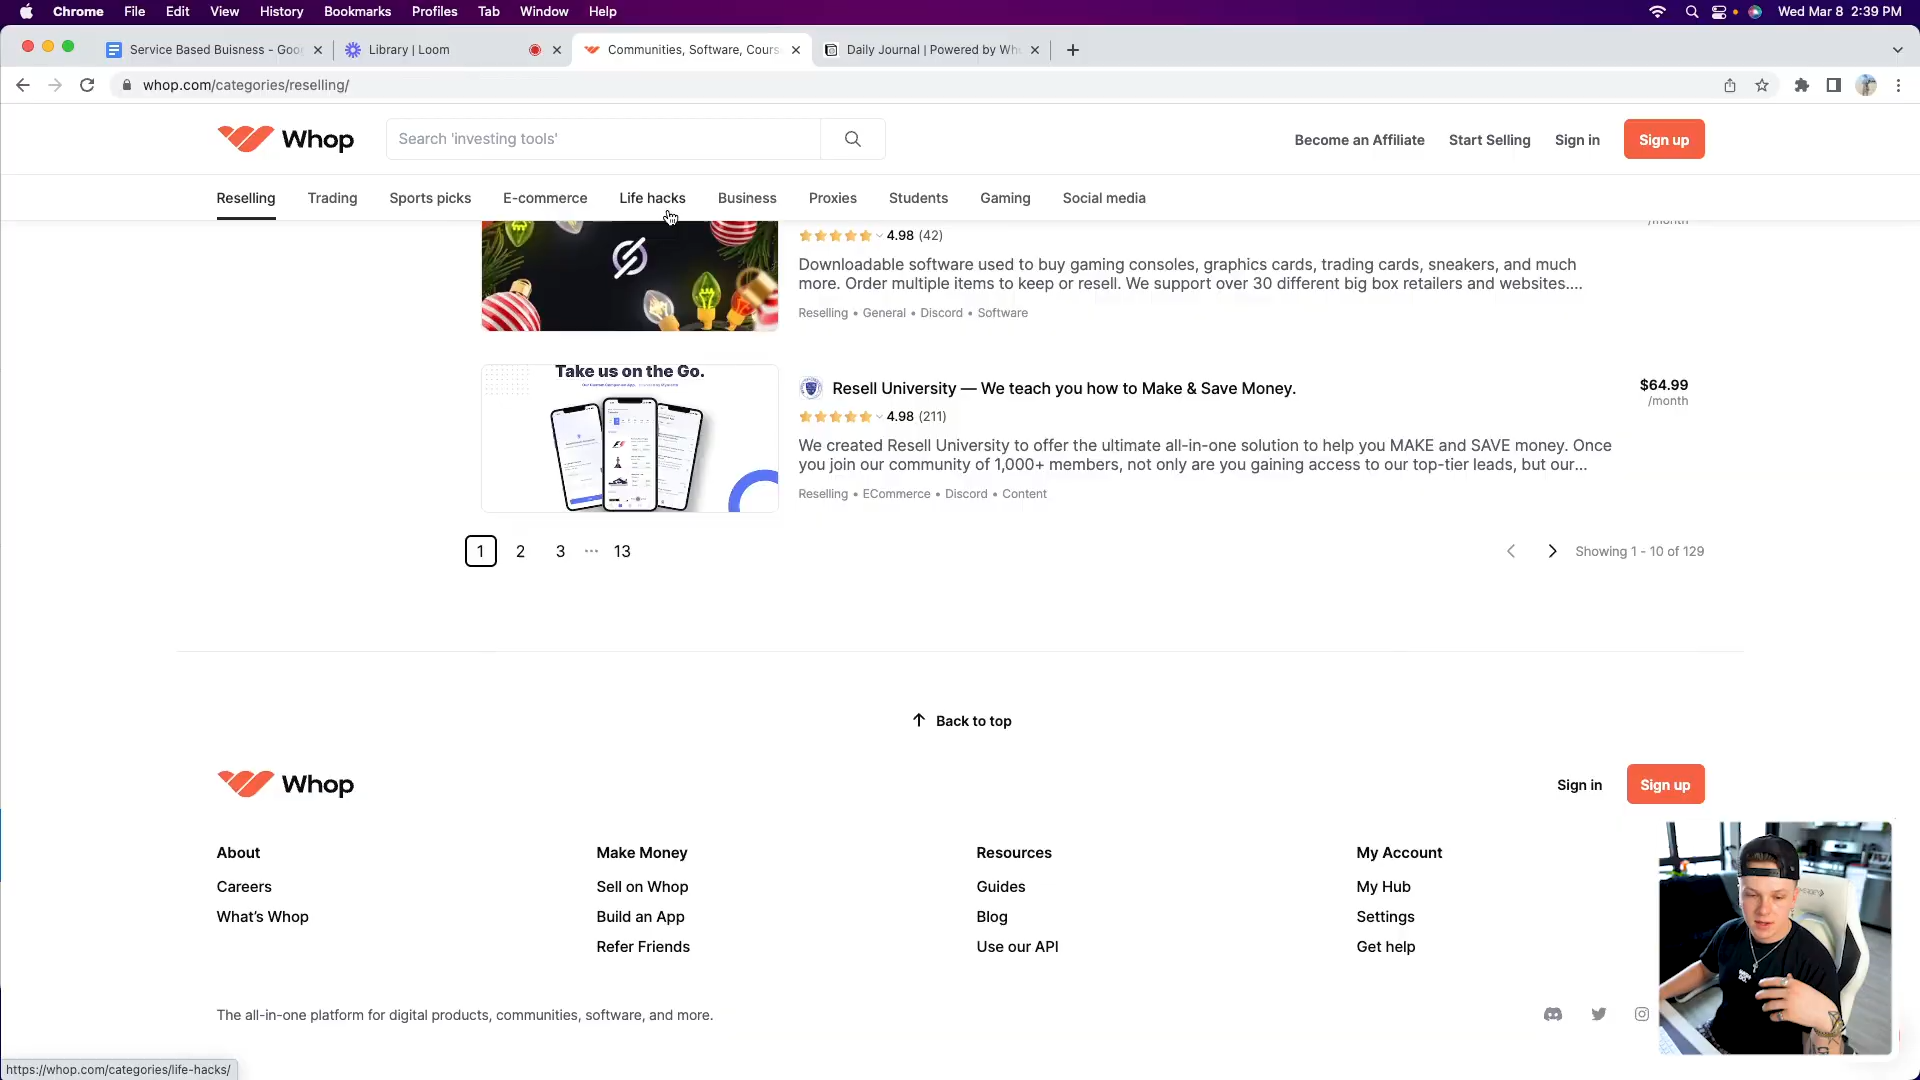 Chrome File Edit View History Bookmarks Profiles Tab Window Help
Wed Mar 8 2:39 PM
Service Based Buisness - Goo
Library | Loom
Communities, Software, Cours
Daily Journal | Powered by Wh
whop.com/categories/reselling/
Whop
Search 'investing tools'
Become an Affiliate
Start Selling
Sign in
Sign up
Reselling Trading Sports picks E-commerce Life hacks Business Proxies Students Gaming Social media
/month
4.98 (42)
Downloadable software used to buy gaming consoles, graphics cards, trading cards, sneakers, and much
more. Order multiple items to keep or resell. We support over 30 different big box retailers and websites....
Reselling • General • Discord • Software
Take us on the Go.
Resell University — We teach you how to Make & Save Money.
$64.99
/month
4.98 (211)
We created Resell University to offer the ultimate all-in-one solution to help you MAKE and SAVE money. Once
you join our community of 1,000+ members, not only are you gaining access to our top-tier leads, but our...
Reselling • ECommerce • Discord • Content
1 2 3 ... 13
Showing 1 - 10 of 129
Back to top
Whop
Sign in
Sign up
About
Careers
What's Whop
Make Money
Sell on Whop
Build an App
Refer Friends
Resources
Guides
Blog
Use our API
My Account
My Hub
Settings
Get help
The all-in-one platform for digital products, communities, software, and more.
https://whop.com/categories/life-hacks/